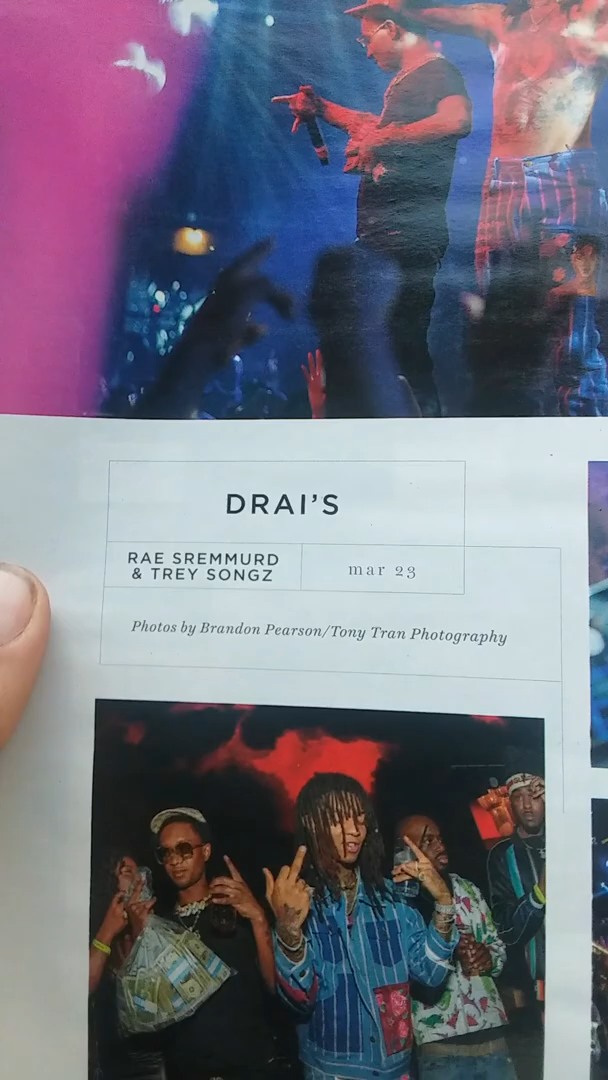 DRAI'S
RAE SREMMURD
& TREY SONGZ
mar 23
Photos by Brandon Pearson/Tony Tran Photography